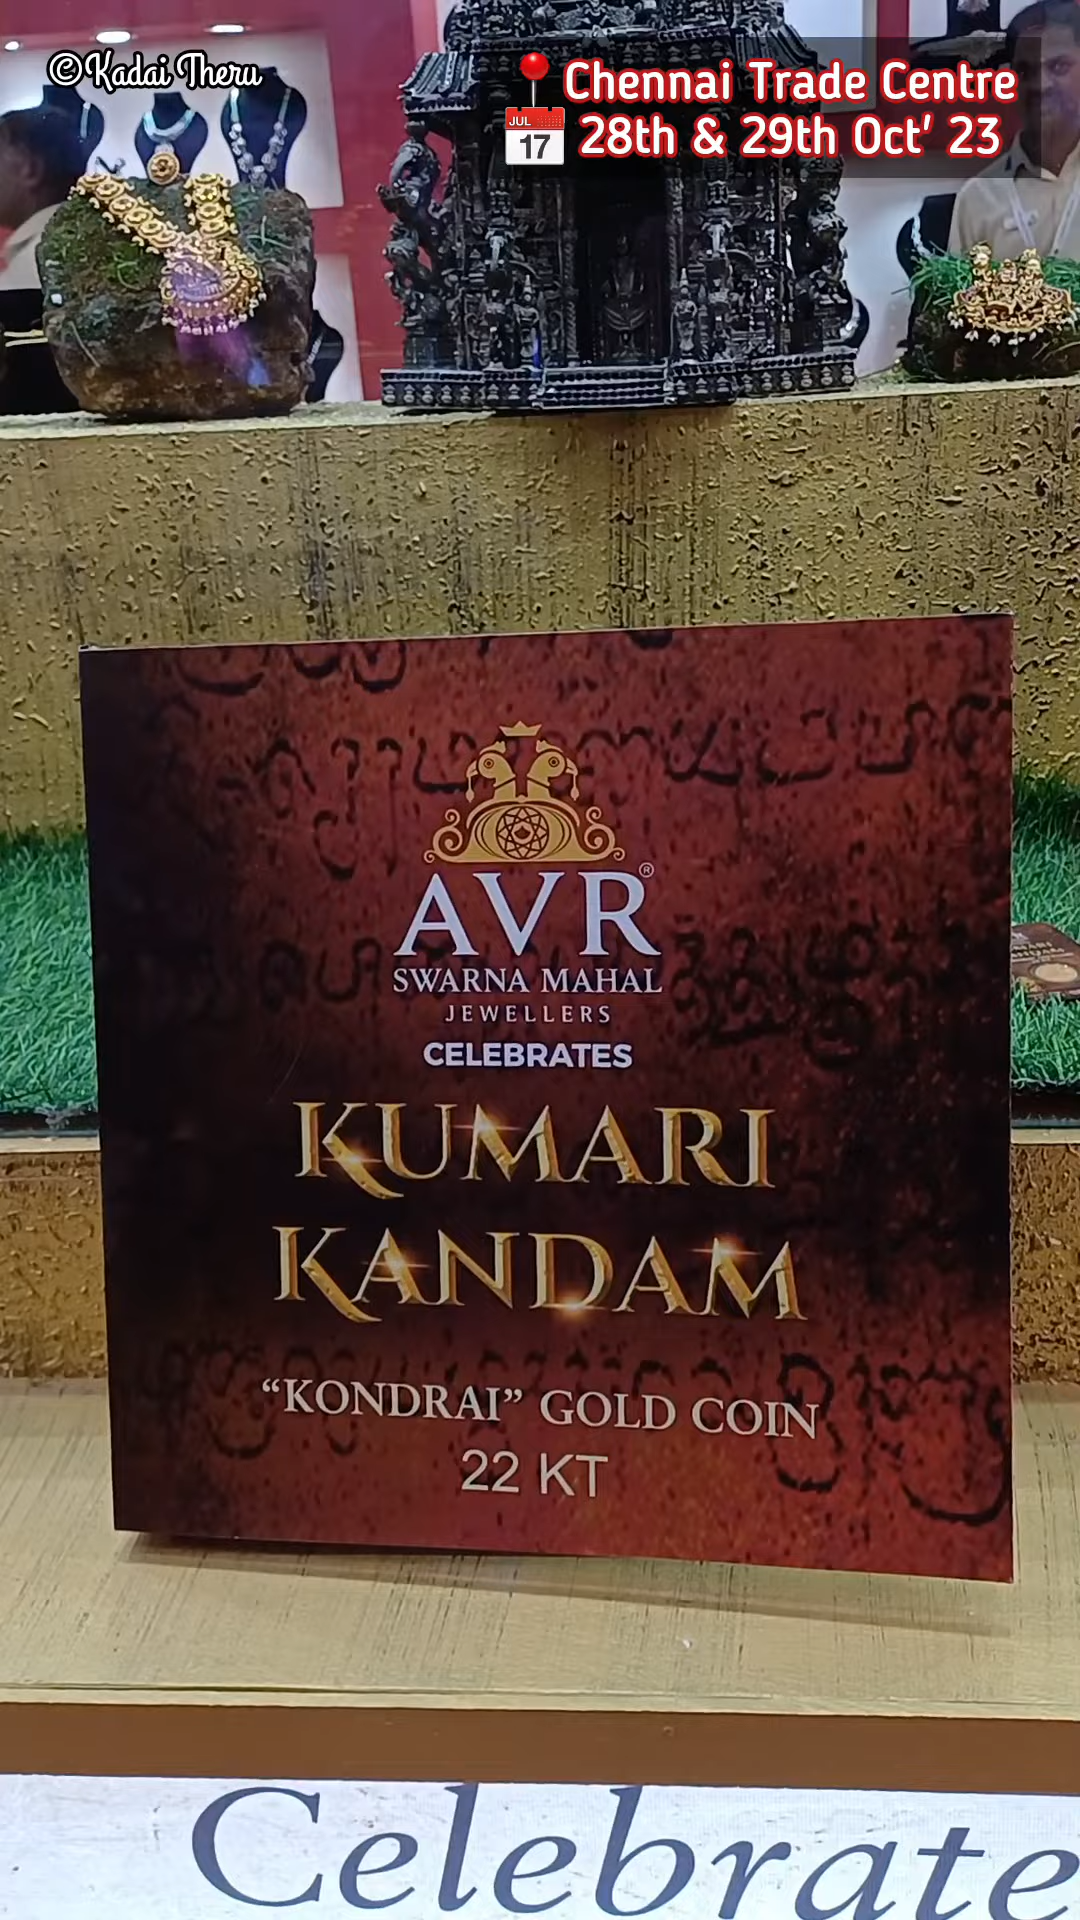 ©Kadai Theru
📍Chennai Trade Centre
JUL 17 28th & 29th Oct' 23
AVR®
SWARNA MAHAL
JEWELLERS
CELEBRATES
KUMARI
KANDAM
“KONDRAI” GOLD COIN
22 KT
Celebrate